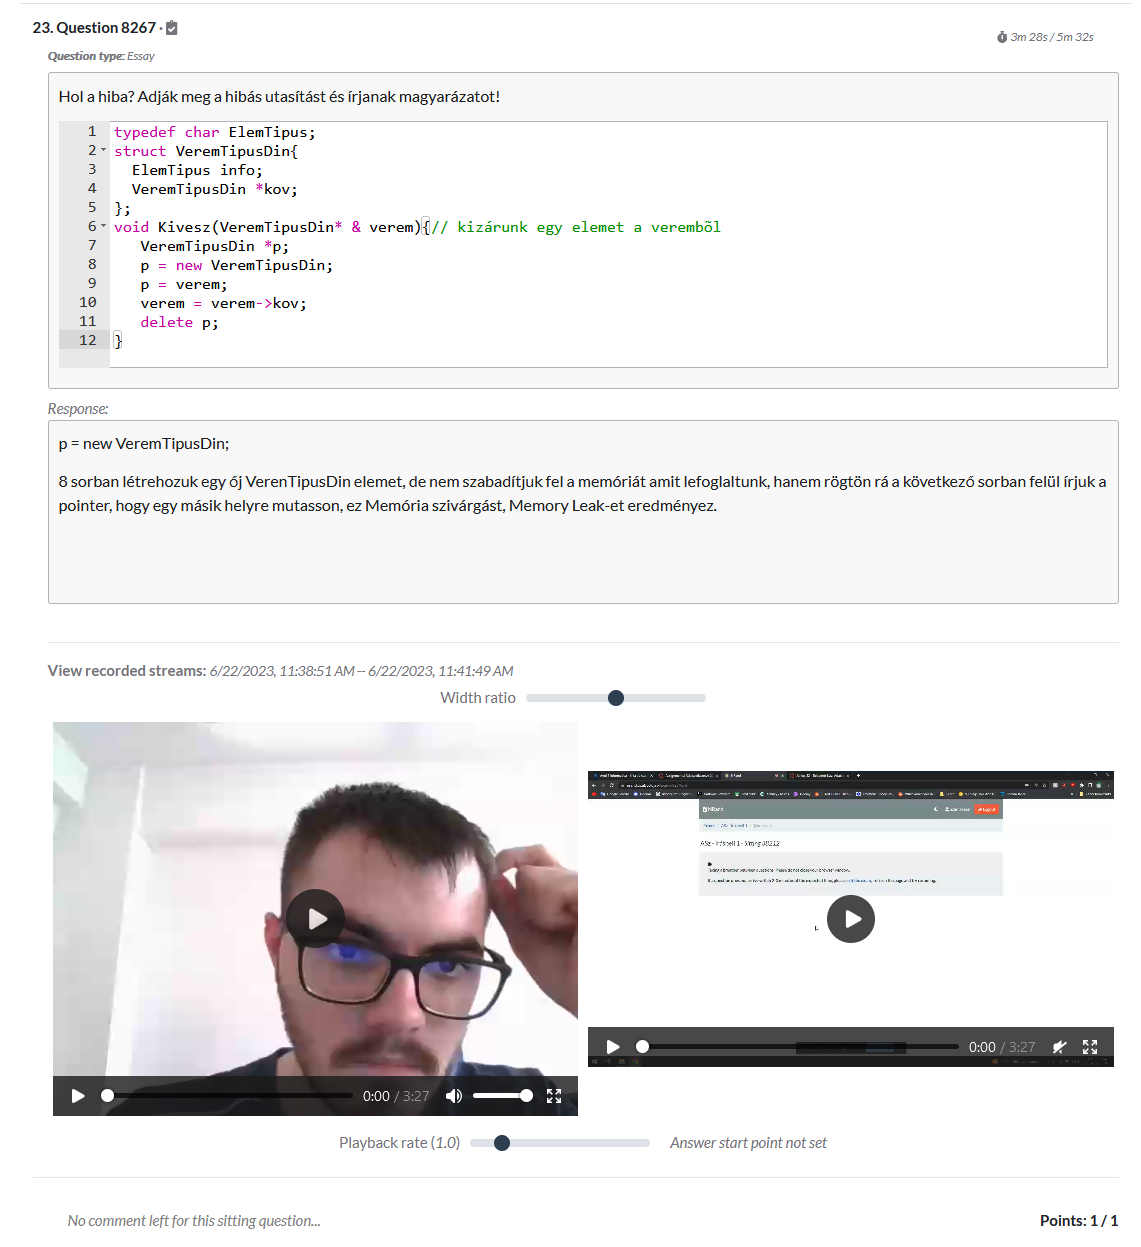 23. Question 8267 ·
3m 28s / 5m 32s
Question type: Essay
Hol a hiba? Adják meg a hibás utasítást és írjanak magyarázatot!
1 typedef char ElemTipus;
2 struct VeremTipusDin{
3 ElemTipus info;
4 VeremTipusDin *kov;
5 };
6 void Kivesz(VeremTipusDin* & verem){// kizárunk egy elemet a verembõl
7 VeremTipusDin *p;
8 p = new VeremTipusDin;
9 p = verem;
10 verem = verem->kov;
11 delete p;
12 }
Response:
p = new VeremTipusDin;
8 sorban létrehozuk egy őj VerenTipusDin elemet, de nem szabadítjuk fel a memóriát amit lefoglaltunk, hanem rögtön rá a következő sorban felül írjuk a
pointer, hogy egy másik helyre mutasson, ez Memória szivárgást, Memory Leak-et eredményez.
View recorded streams: 6/22/2023, 11:38:51 AM -- 6/22/2023, 11:41:49 AM
Width ratio
Logout
0:00 / 3:27
0:00 / 3:27
Playback rate (1.0)
Answer start point not set
No comment left for this sitting question...
Points: 1 / 1